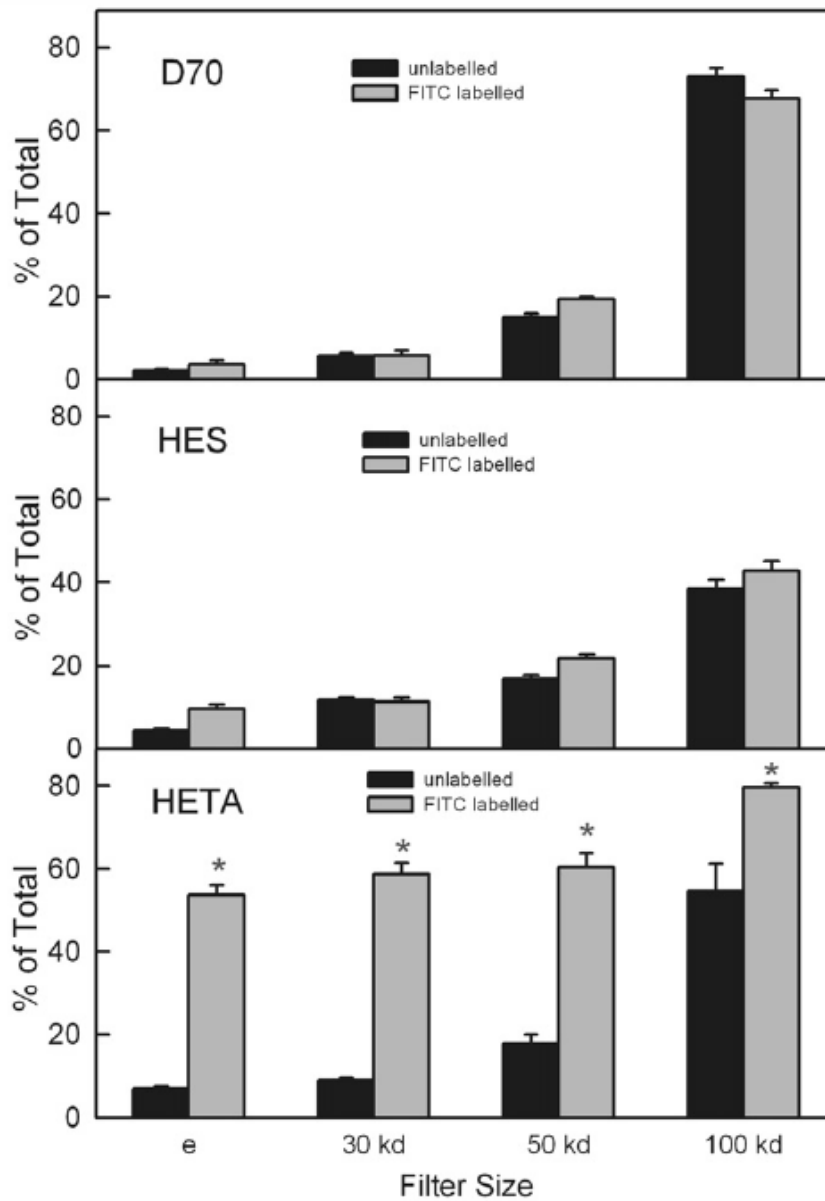 D70
unlabelled
FITC labelled
% of Total
80
60
40
20
0
HES
unlabelled
FITC labelled
% of Total
80
60
40
20
0
HETA
unlabelled
FITC labelled
% of Total
80
60
40
20
0
* * * *
e 30 kd 50 kd 100 kd
Filter Size